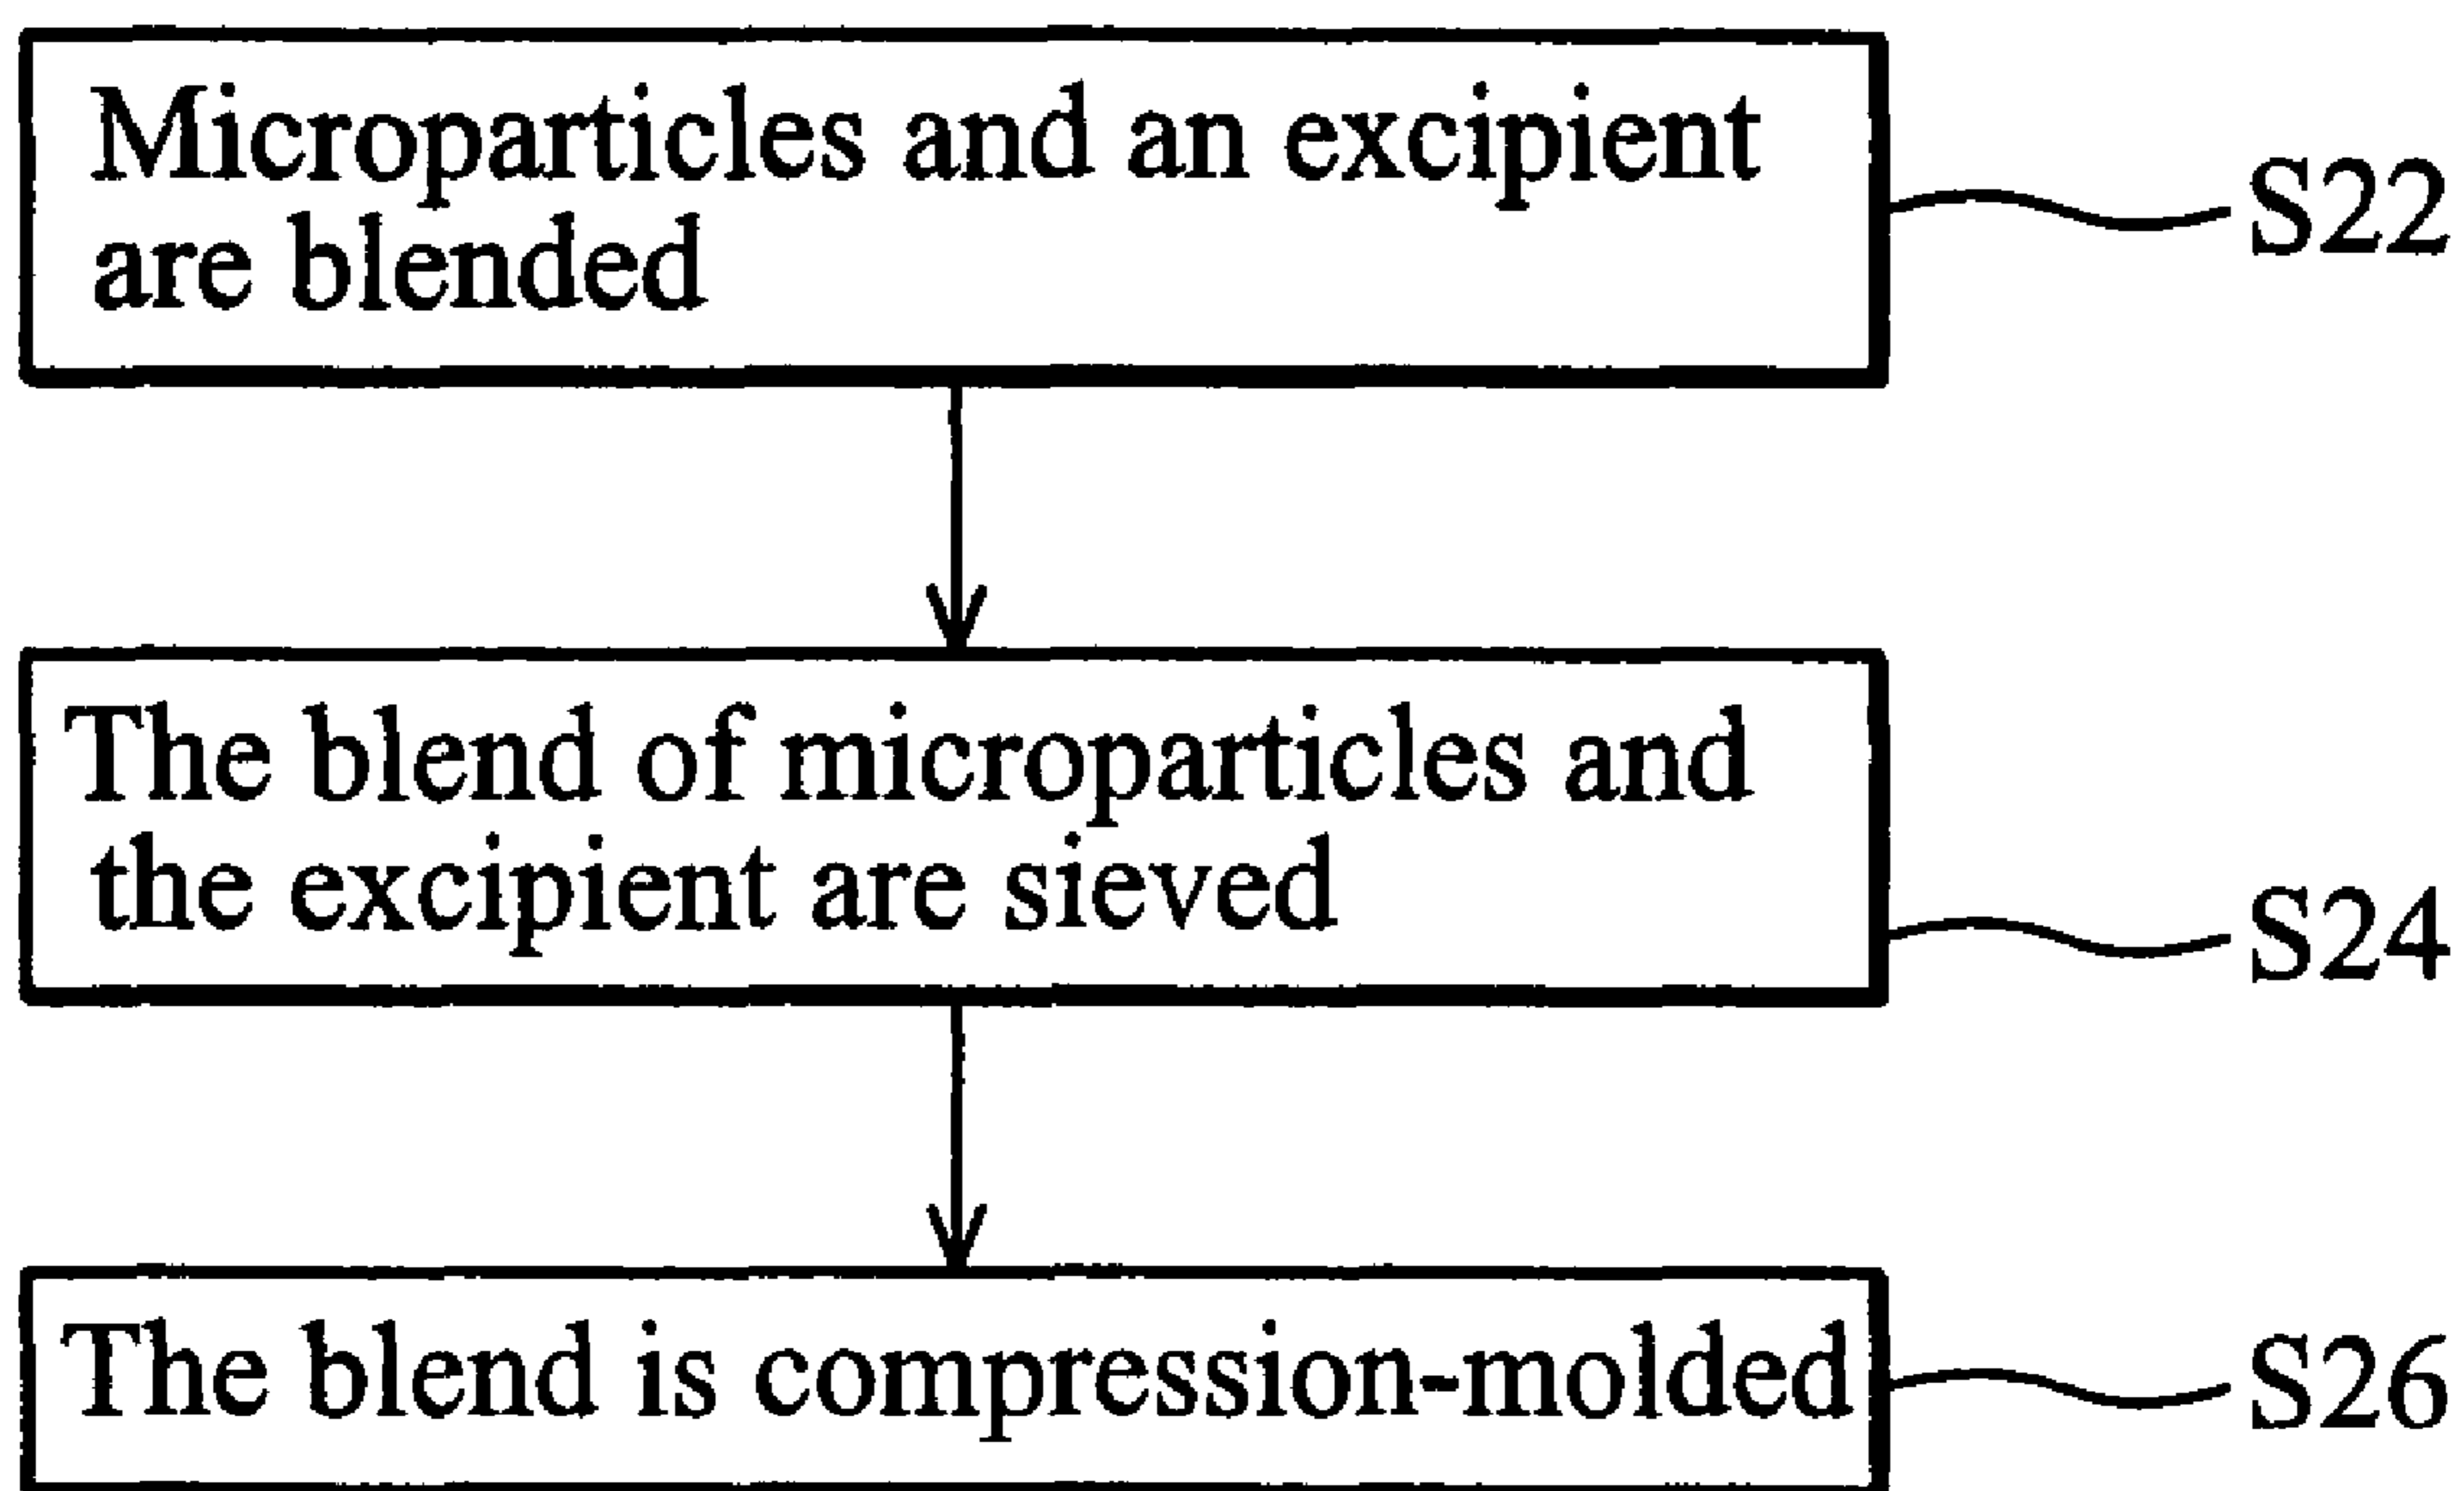 Microparticles and an excipient
are blended
S22
The blend of microparticles and
the excipient are sieved
S24
The blend is compression-molded
S26